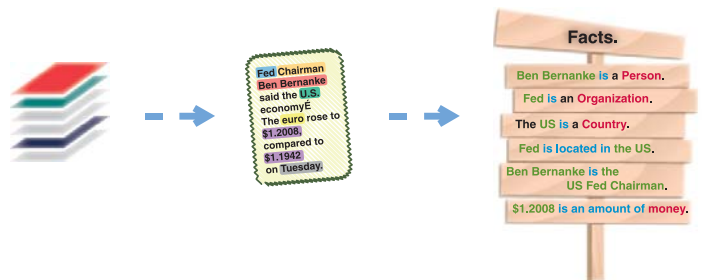 Fed Chairman
Ben Bernanke
said the U.S.
economyÉ
The euro rose to
$1.2008,
compared to
$1.1942
on Tuesday.
Facts.
Ben Bernanke is a Person.
Fed is an Organization.
The US is a Country.
Fed is located in the US.
Ben Bernanke is the
US Fed Chairman.
$1.2008 is an amount of money.